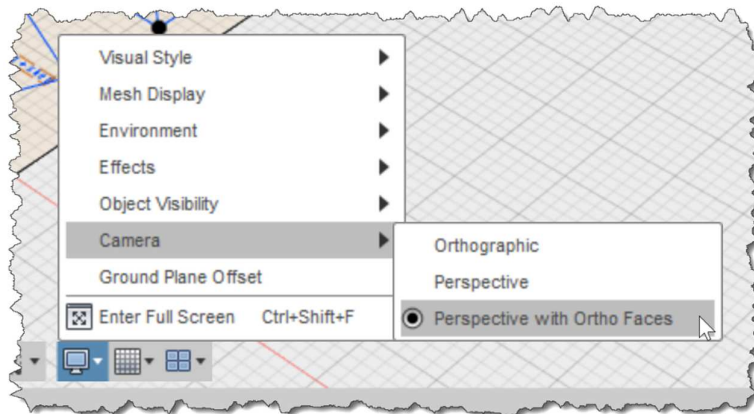 Visual Style
Mesh Display
Environment
Effects
Object Visibility
Camera
Ground Plane Offset
Enter Full Screen Ctrl+Shift+F
Orthographic
Perspective
Perspective with Ortho Faces